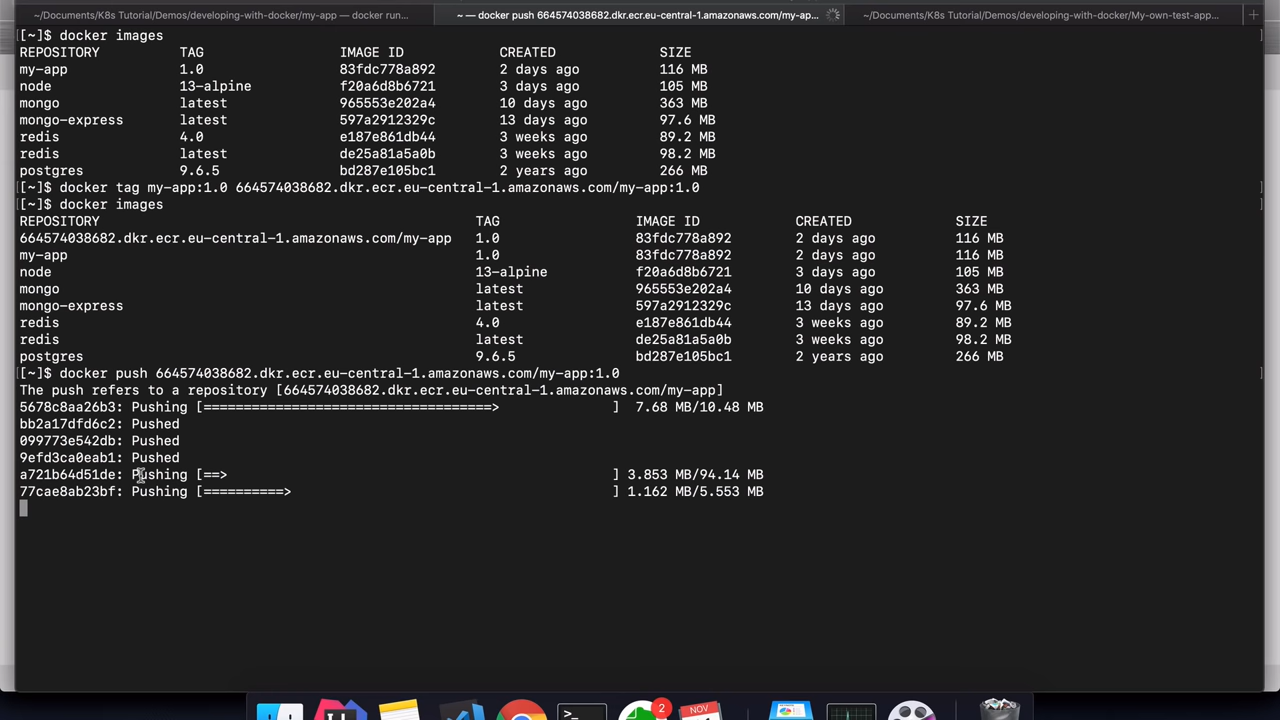 ~/Documents/K8s Tutorial/Demos/developing-with-docker/my-app — docker run...
~ — docker push 664574038682.dkr.ecr.eu-central-1.amazonaws.com/my-ap...
~/Documents/K8s Tutorial/Demos/developing-with-docker/My-own-test-app...
[[~]$ docker images
REPOSITORY TAG IMAGE ID CREATED SIZE
my-app 1.0 83fdc778a892 2 days ago 116 MB
node 13-alpine f20a6d8b6721 3 days ago 105 MB
mongo latest 965553e202a4 10 days ago 363 MB
mongo-express latest 597a2912329c 13 days ago 97.6 MB
redis 4.0 e187e861db44 3 weeks ago 89.2 MB
redis latest de25a81a5a0b 3 weeks ago 98.2 MB
postgres 9.6.5 bd287e105bc1 2 years ago 266 MB
[[~]$ docker tag my-app:1.0 664574038682.dkr.ecr.eu-central-1.amazonaws.com/my-app:1.0 ]
[[~]$ docker images ]
REPOSITORY TAG IMAGE ID CREATED SIZE
664574038682.dkr.ecr.eu-central-1.amazonaws.com/my-app 1.0 83fdc778a892 2 days ago 116 MB
my-app 1.0 83fdc778a892 2 days ago 116 MB
node 13-alpine f20a6d8b6721 3 days ago 105 MB
mongo latest 965553e202a4 10 days ago 363 MB
mongo-express latest 597a2912329c 13 days ago 97.6 MB
redis 4.0 e187e861db44 3 weeks ago 89.2 MB
redis latest de25a81a5a0b 3 weeks ago 98.2 MB
postgres 9.6.5 bd287e105bc1 2 years ago 266 MB
[[~]$ docker push 664574038682.dkr.ecr.eu-central-1.amazonaws.com/my-app:1.0 ]
The push refers to a repository [664574038682.dkr.ecr.eu-central-1.amazonaws.com/my-app]
5678c8aa26b3: Pushing [====================================> ] 7.68 MB/10.48 MB
bb2a17dfd6c2: Pushed
099773e542db: Pushed
9efd3ca0eab1: Pushed
a721b64d51de: Pushing [==> ] 3.853 MB/94.14 MB
77cae8ab23bf: Pushing [==========> ] 1.162 MB/5.553 MB
2
NOV